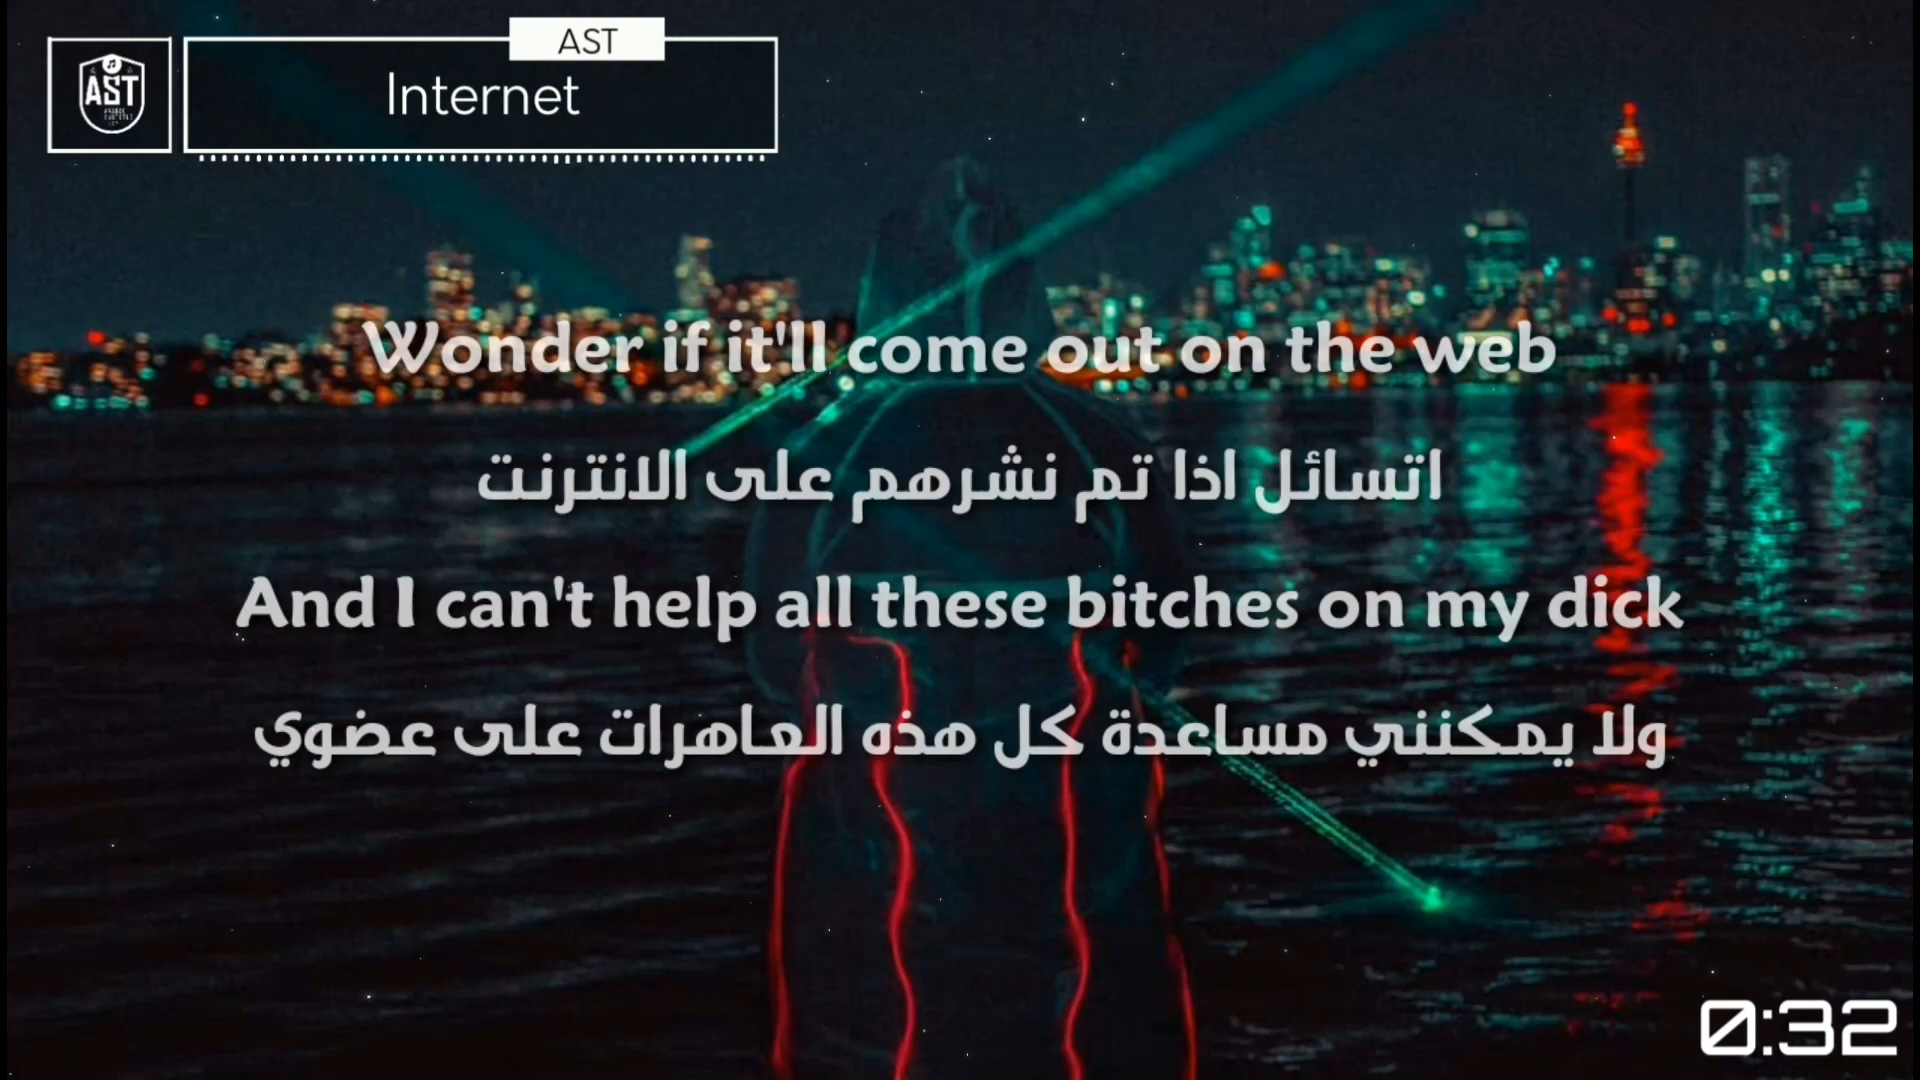 AST
AST
Internet
Wonder if it'll come out on the web
اتسائل اذا تم نشرهم على الانترنت
And I can't help all these bitches on my dick
ولا يمكنني مساعدة كل هذه العاهرات على عضوي
0:32